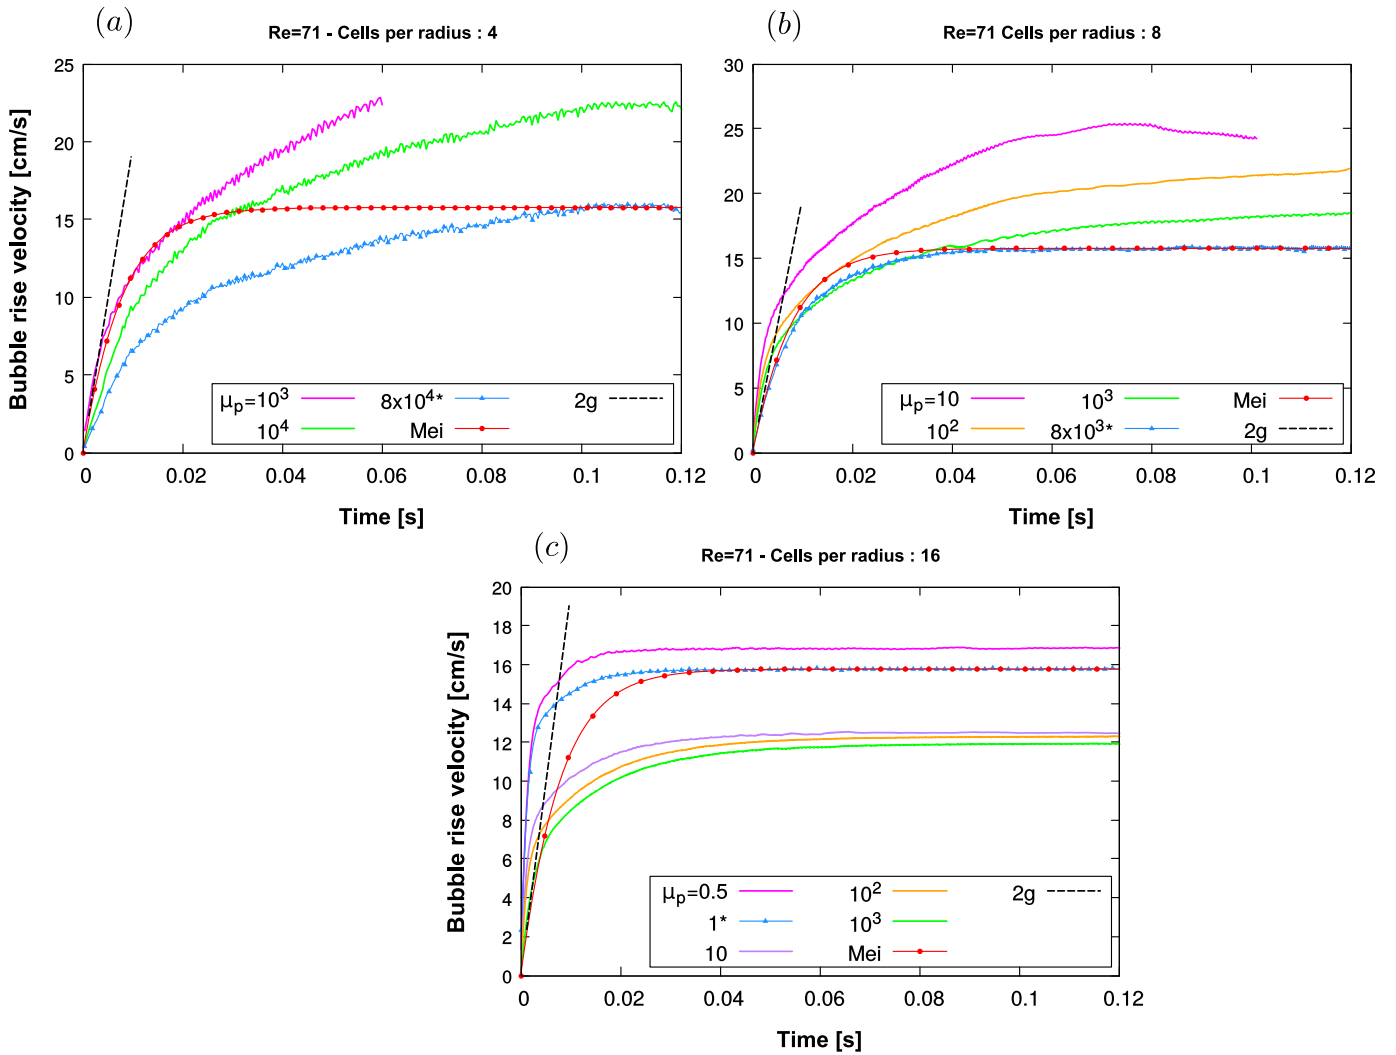 (a)
Re=71 - Cells per radius : 4
Bubble rise velocity [cm/s]
25
20
15
10
5
0
0 0.02 0.04 0.06 0.08 0.1 0.12
Time [s]
μp=10³ 8x10⁴* 2g
10⁴ Mei
(b)
Re=71 Cells per radius : 8
30
25
20
15
10
5
0
0 0.02 0.04 0.06 0.08 0.1 0.12
Time [s]
μp=10 10³ Mei
10² 8x10³* 2g
(c)
Re=71 - Cells per radius : 16
Bubble rise velocity [cm/s]
20
18
16
14
12
10
8
6
4
2
0
0 0.02 0.04 0.06 0.08 0.1 0.12
Time [s]
μp=0.5 10² 2g
1* 10³
10 Mei